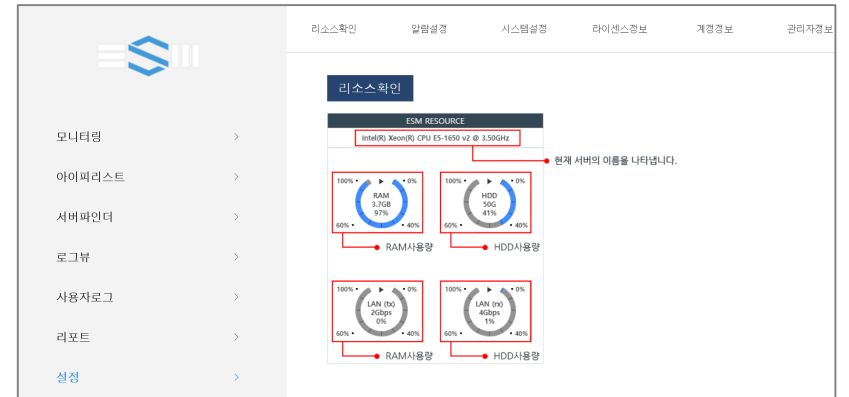 ESM
리소스확인 알람설정 시스템설정 라이센스정보 계정정보 관리자정보
리소스확인
모니터링 >
아이피리스트 >
서버파인더 >
로그뷰 >
사용자로그 >
리포트 >
설정 >
ESM RESOURCE
Intel(R) Xeon(R) CPU E5-1650 v2 @ 3.50GHz
현재 서버의 이름을 나타냅니다.
100% 0%
RAM
3.7GB
97%
60% 40%
RAM사용량
100% 0%
HDD
50G
41%
60% 40%
HDD사용량
100% 0%
LAN (tx)
2Gbps
0%
60% 40%
RAM사용량
100% 0%
LAN (rx)
4Gbps
1%
60% 40%
HDD사용량